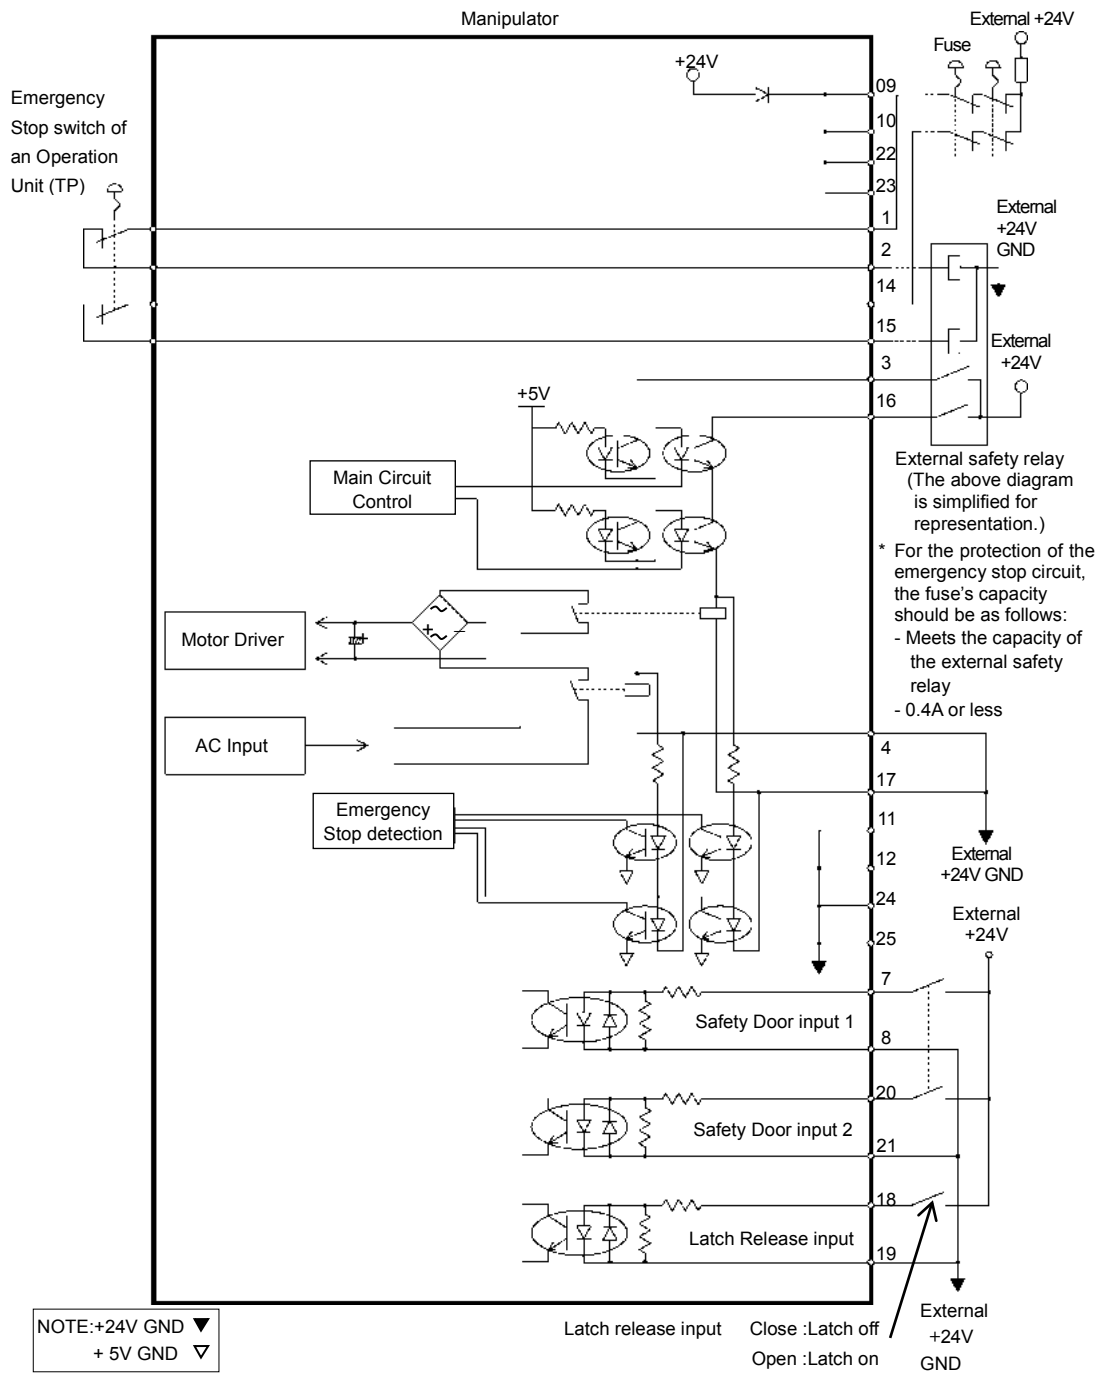 Manipulator
External +24V
Fuse
+24V
09
Emergency
Stop switch of
an Operation
Unit (TP)
10
22
23
1
External
+24V
GND
2
14
15
External
+24V
3
16
+5V
External safety relay
(The above diagram
is simplified for
representation.)
Main Circuit
Control
* For the protection of the
emergency stop circuit,
the fuse's capacity
should be as follows:
- Meets the capacity of
the external safety
relay
- 0.4A or less
Motor Driver
+
AC Input
4
17
Emergency
Stop detection
11
12
External
+24V GND
24
25
External
+24V
7
Safety Door input 1
8
20
Safety Door input 2
21
18
Latch Release input
19
NOTE:+24V GND ▼
+ 5V GND ▽
Latch release input
Close :Latch off
Open :Latch on
External
+24V
GND